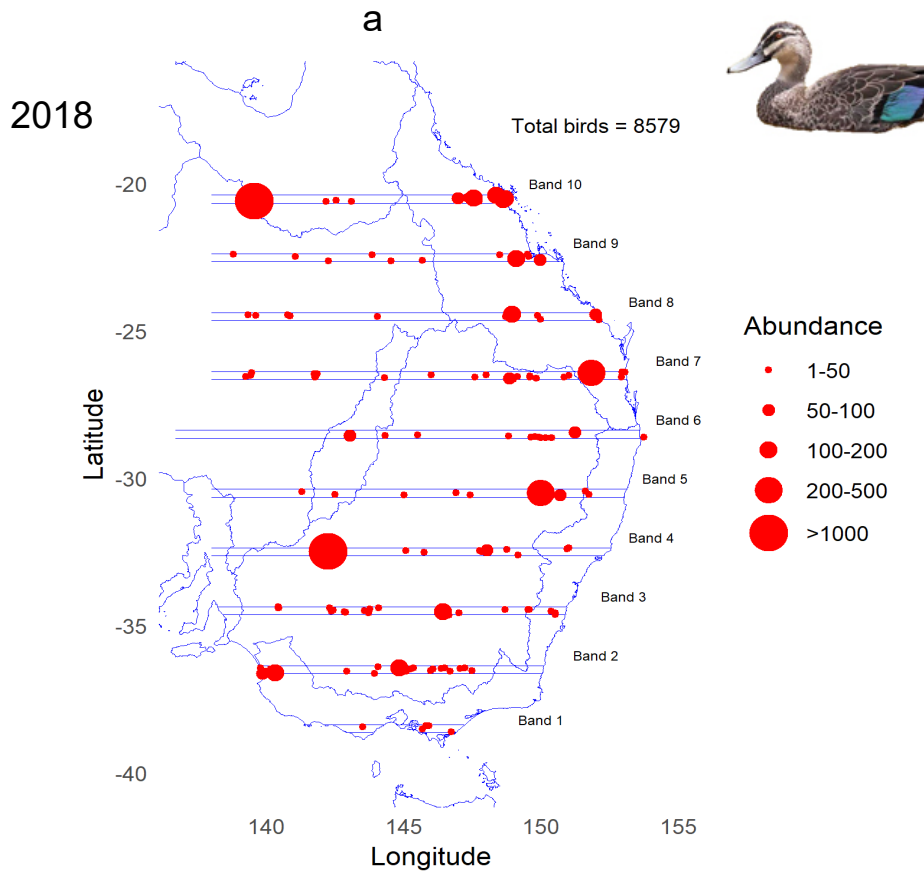 a
2018
Total birds = 8579
-20
Band 10
Band 9
Band 8
-25
Abundance
Band 7
1-50
50-100
Band 6
100-200
Latitude
-30
Band 5
200-500
Band 4
>1000
Band 3
-35
Band 2
Band 1
-40
140 145 150 155
Longitude